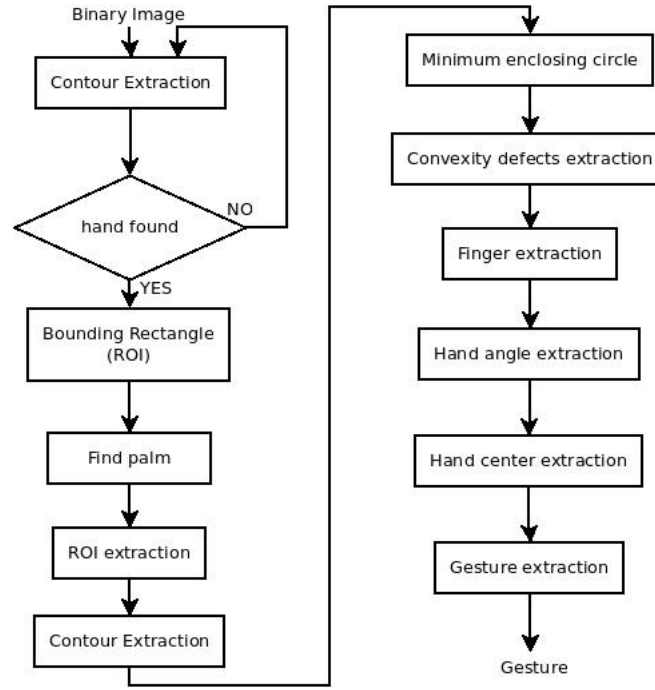 Binary Image
Contour Extraction
hand found
NO
YES
Bounding Rectangle
(ROI)
Find palm
ROI extraction
Contour Extraction
Minimum enclosing circle
Convexity defects extraction
Finger extraction
Hand angle extraction
Hand center extraction
Gesture extraction
Gesture